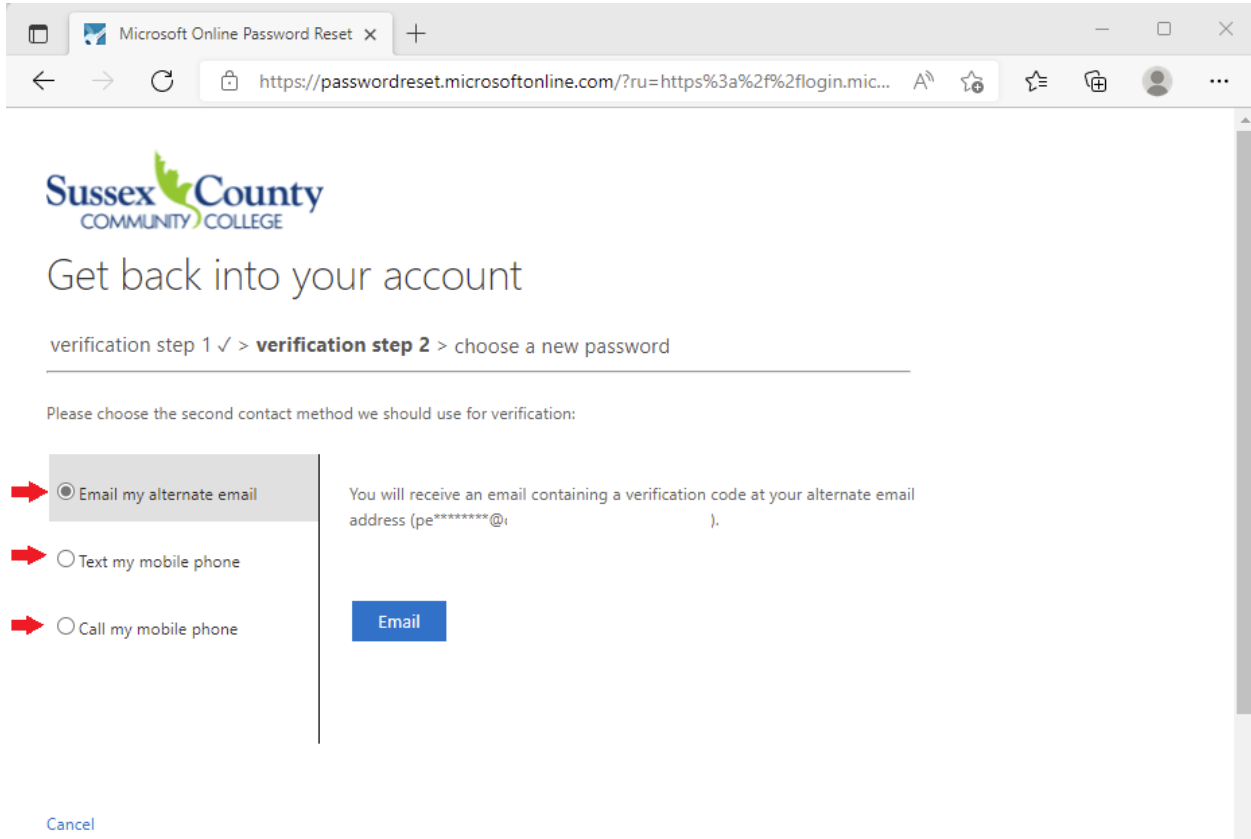 Microsoft Online Password Reset
https://passwordreset.microsoftonline.com/?ru=https%3a%2f%2flogin.mic...
Sussex County
COMMUNITY COLLEGE
Get back into your account
verification step 1 ✓ > verification step 2 > choose a new password
Please choose the second contact method we should use for verification:
Email my alternate email
You will receive an email containing a verification code at your alternate email
address (pe********@ ).
Text my mobile phone
Call my mobile phone
Email
Cancel